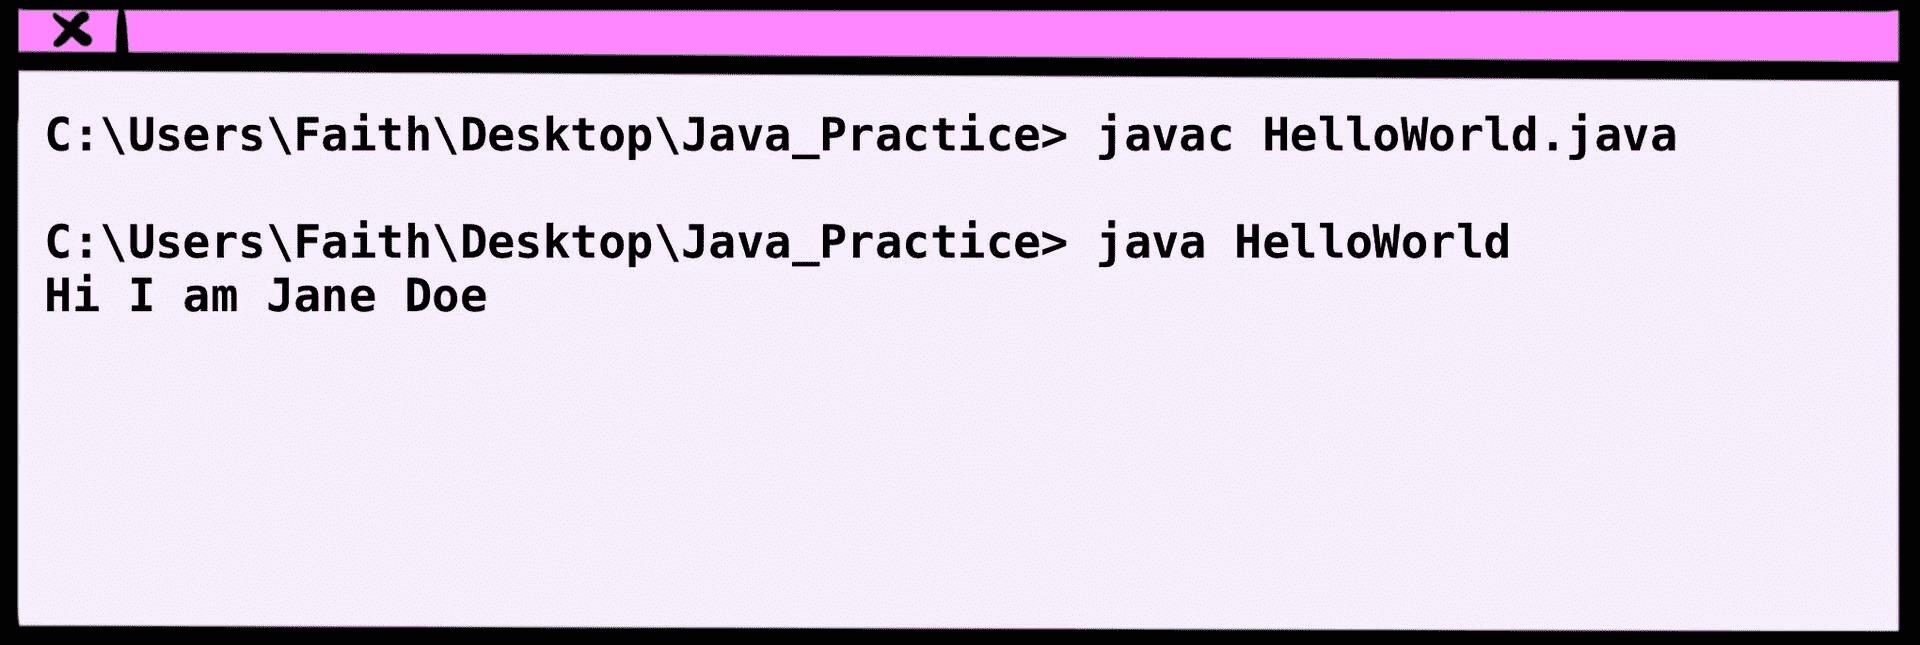 C:\Users\Faith\Desktop\Java_Practice> javac HelloWorld.java
C:\Users\Faith\Desktop\Java_Practice> java HelloWorld
Hi I am Jane Doe